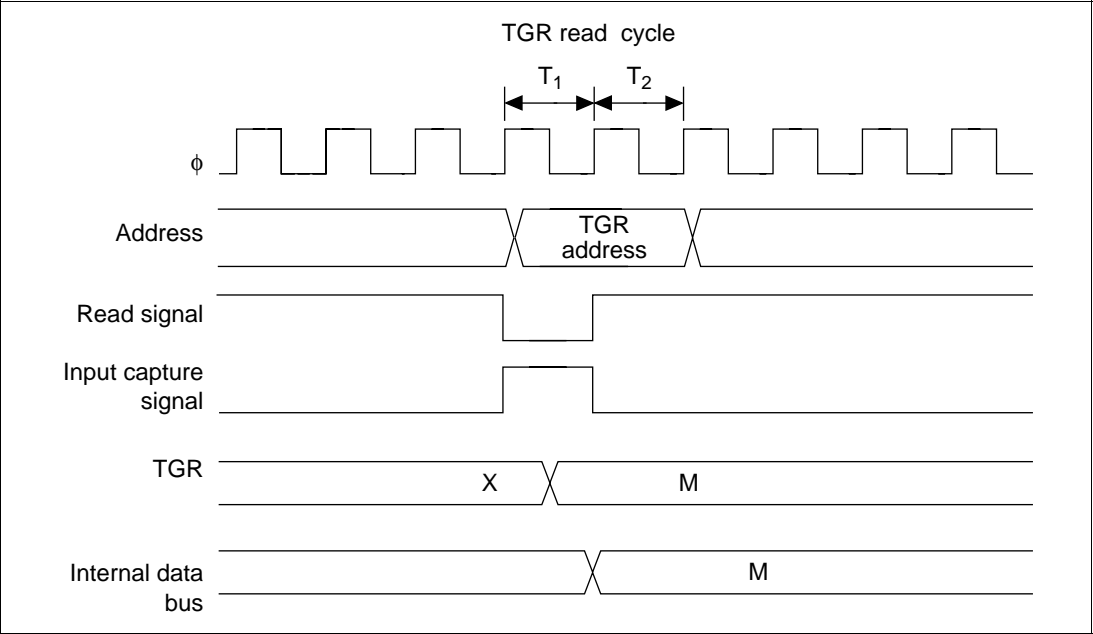 TGR read cycle
T1 T2
ϕ
Address
TGR
address
Read signal
Input capture
signal
TGR
X M
Internal data
bus
M